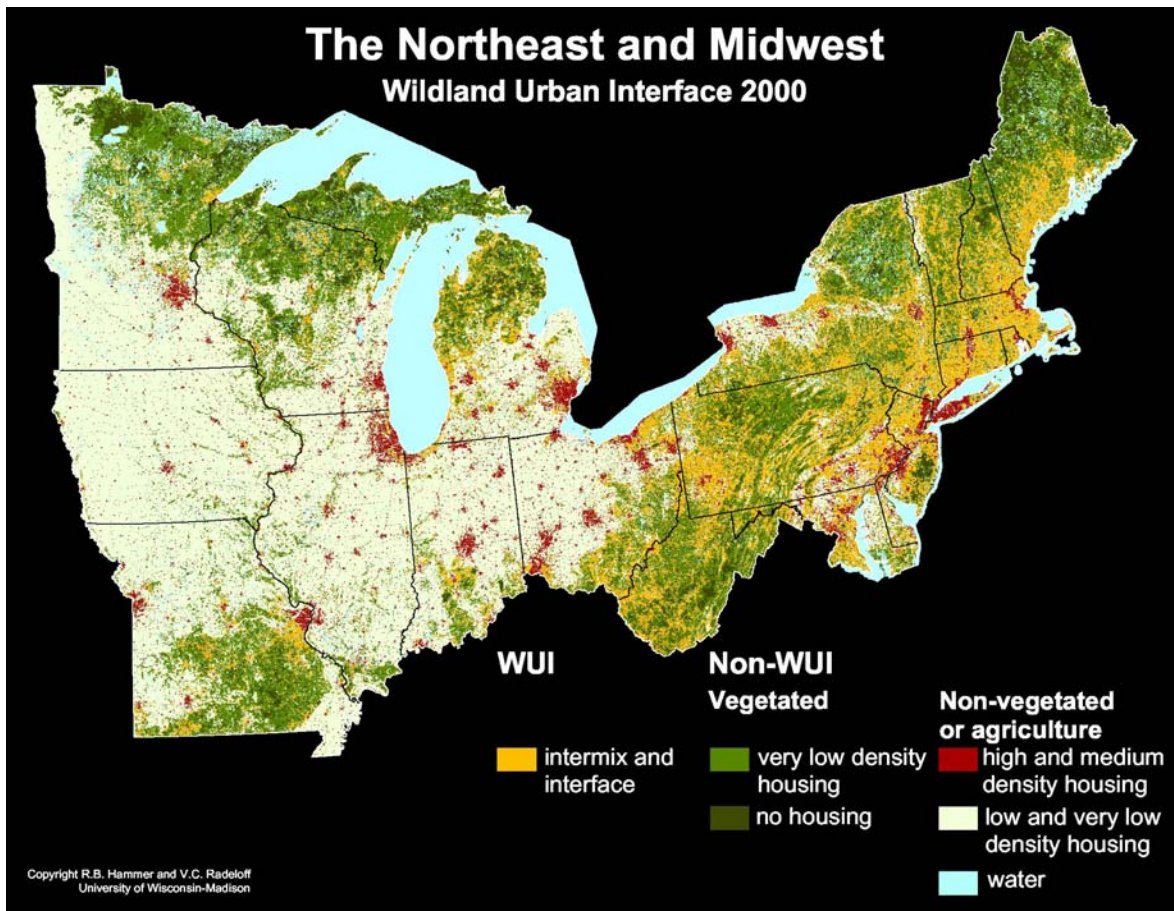 The Northeast and Midwest
Wildland Urban Interface 2000
WUI
intermix and
interface
Non-WUI
Vegetated
very low density
housing
no housing
Non-vegetated
or agriculture
high and medium
density housing
low and very low
density housing
water
Copyright R.B. Hammer and V.C. Radeloff
University of Wisconsin-Madison